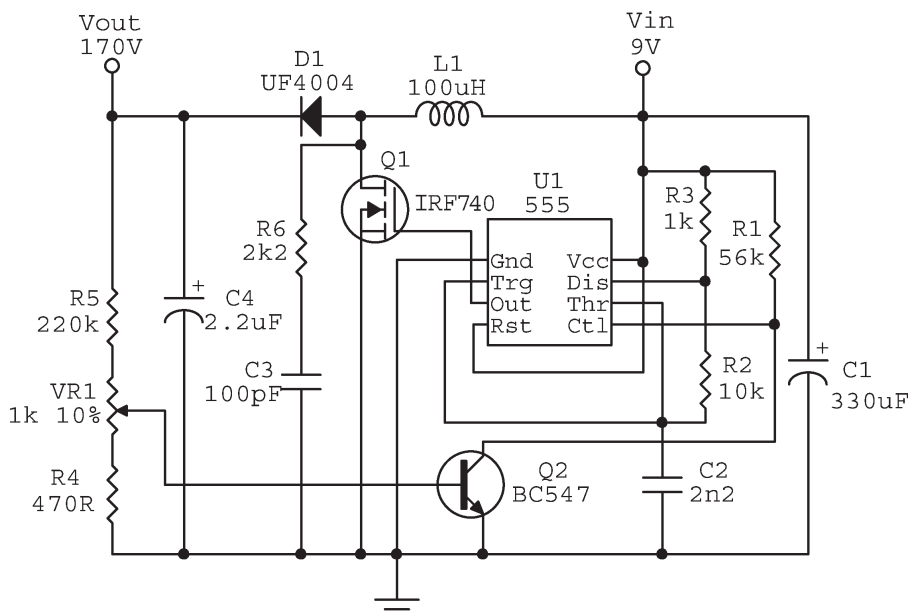 Vout
170V
Vin
9V
D1
UF4004
L1
100uH
Q1
IRF740
R6
2k2
U1
555
Gnd
Trg
Out
Rst
Vcc
Dis
Thr
Ctl
R3
1k
R1
56k
R5
220k
+
C4
2.2uF
C3
100pF
VR1
1k 10%
R4
470R
R2
10k
+
C1
330uF
Q2
BC547
C2
2n2